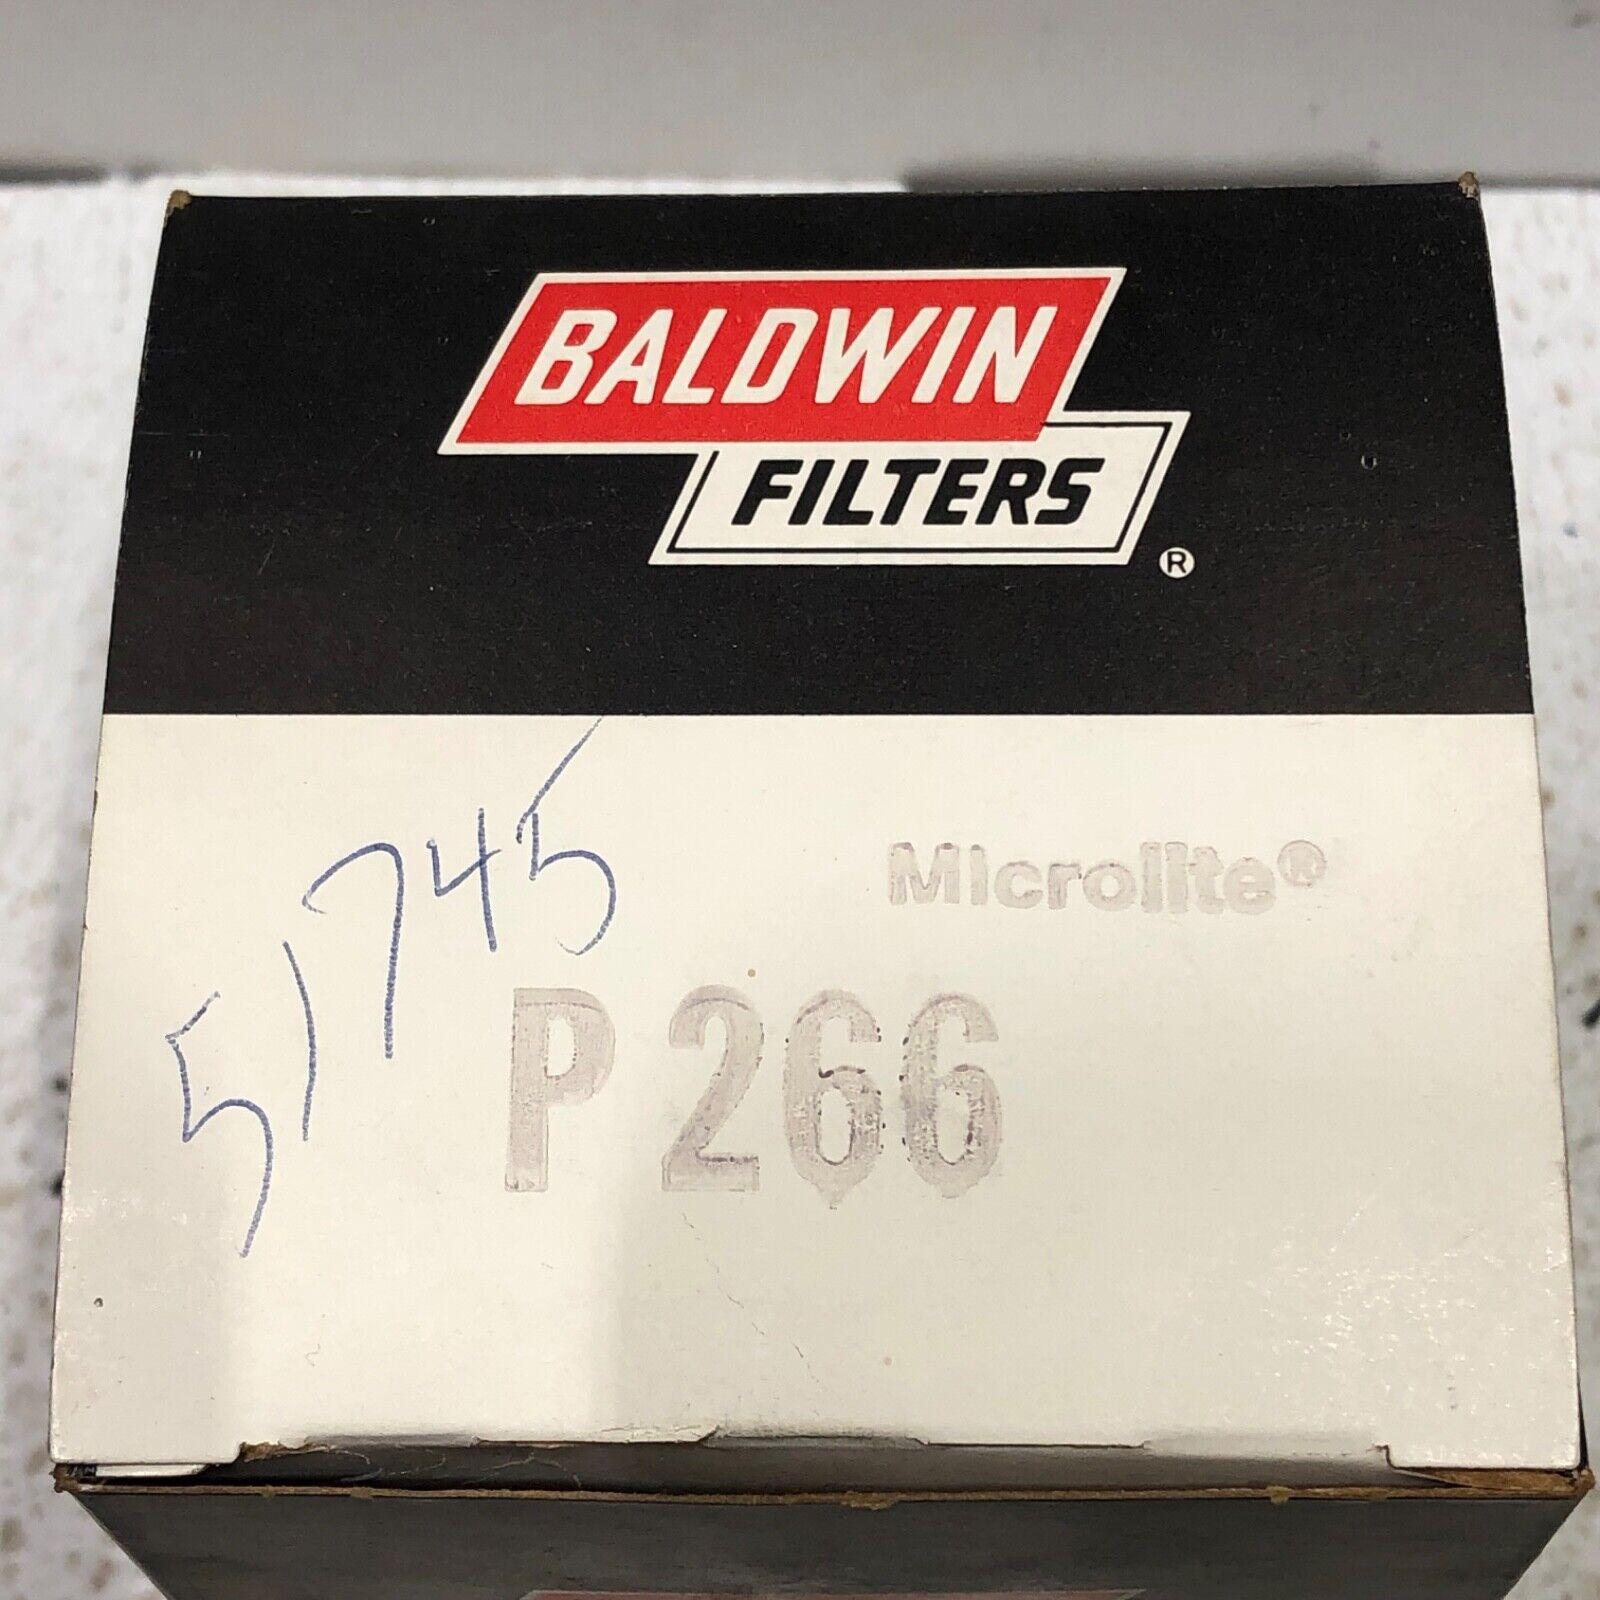 BALDWIN
FILTERS
®
51745
Microlite®
P 266